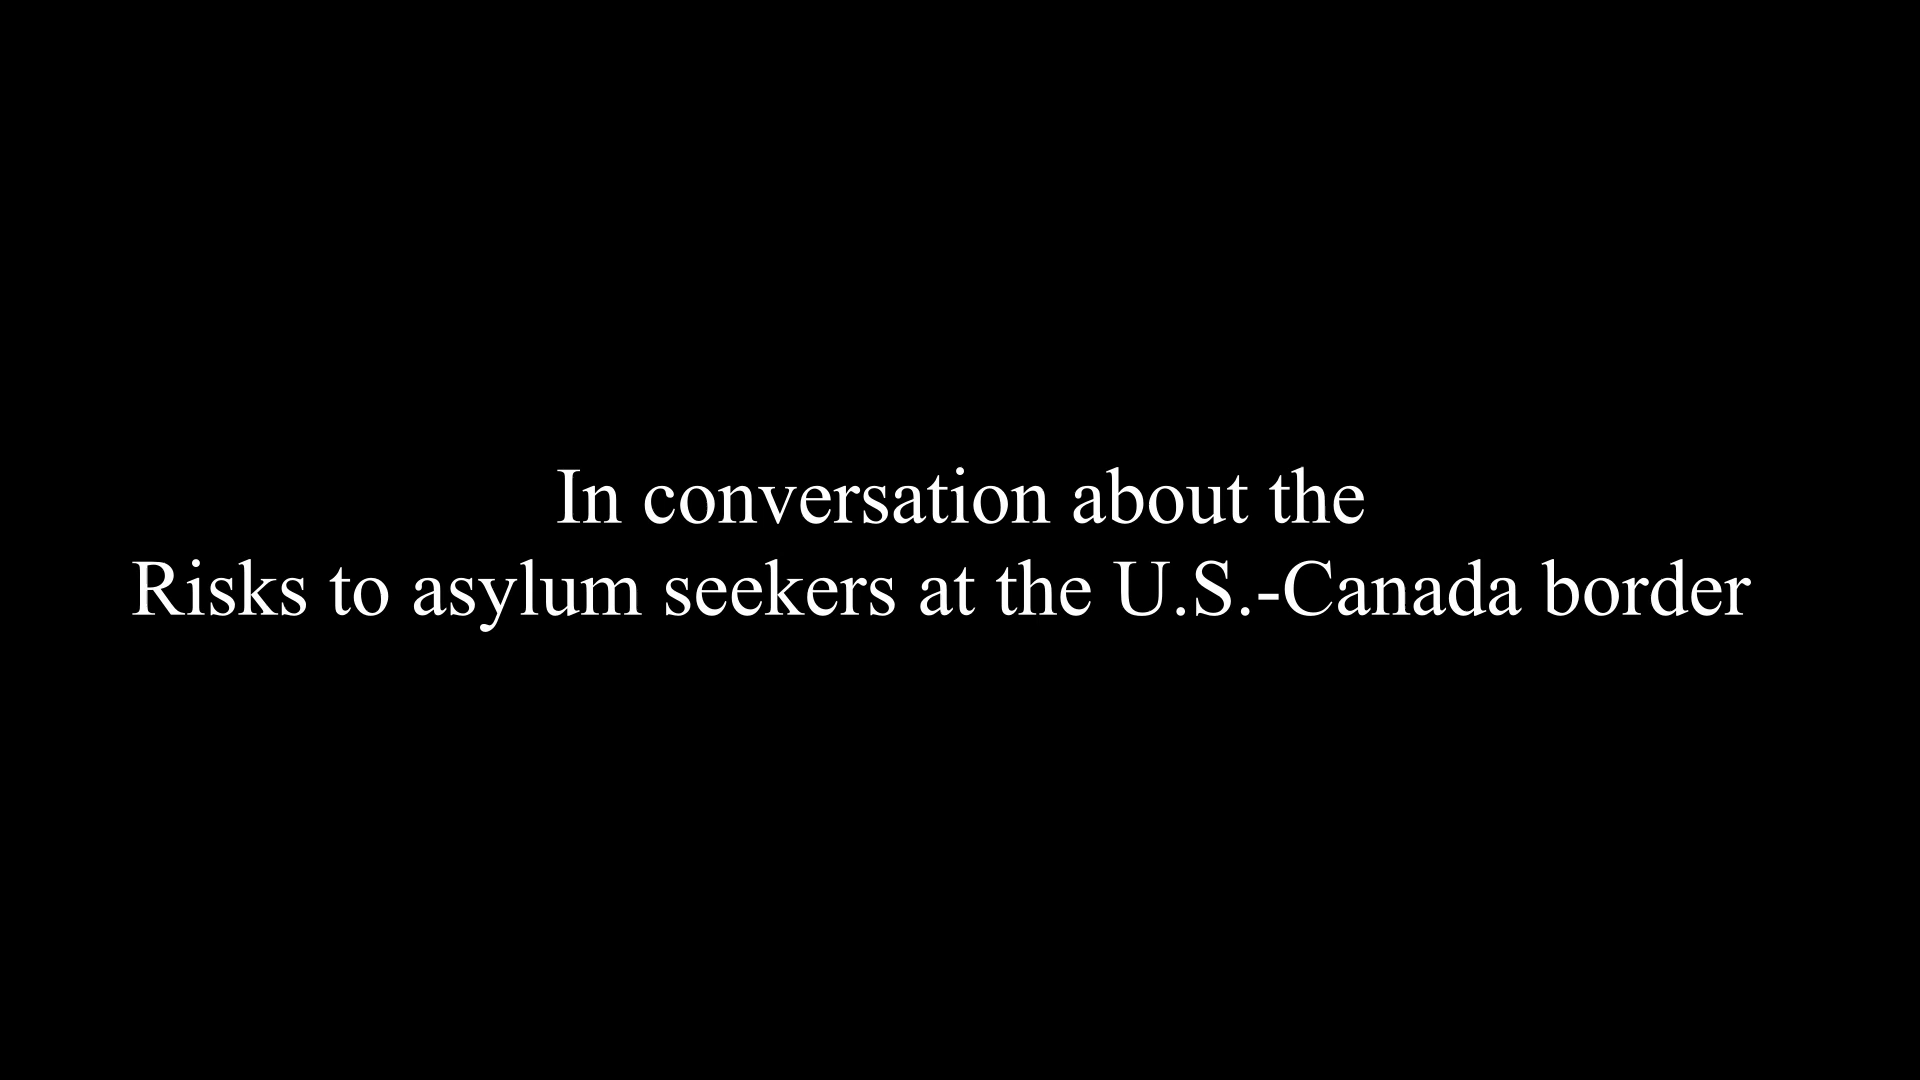 In conversation about the
Risks to asylum seekers at the U.S.-Canada border